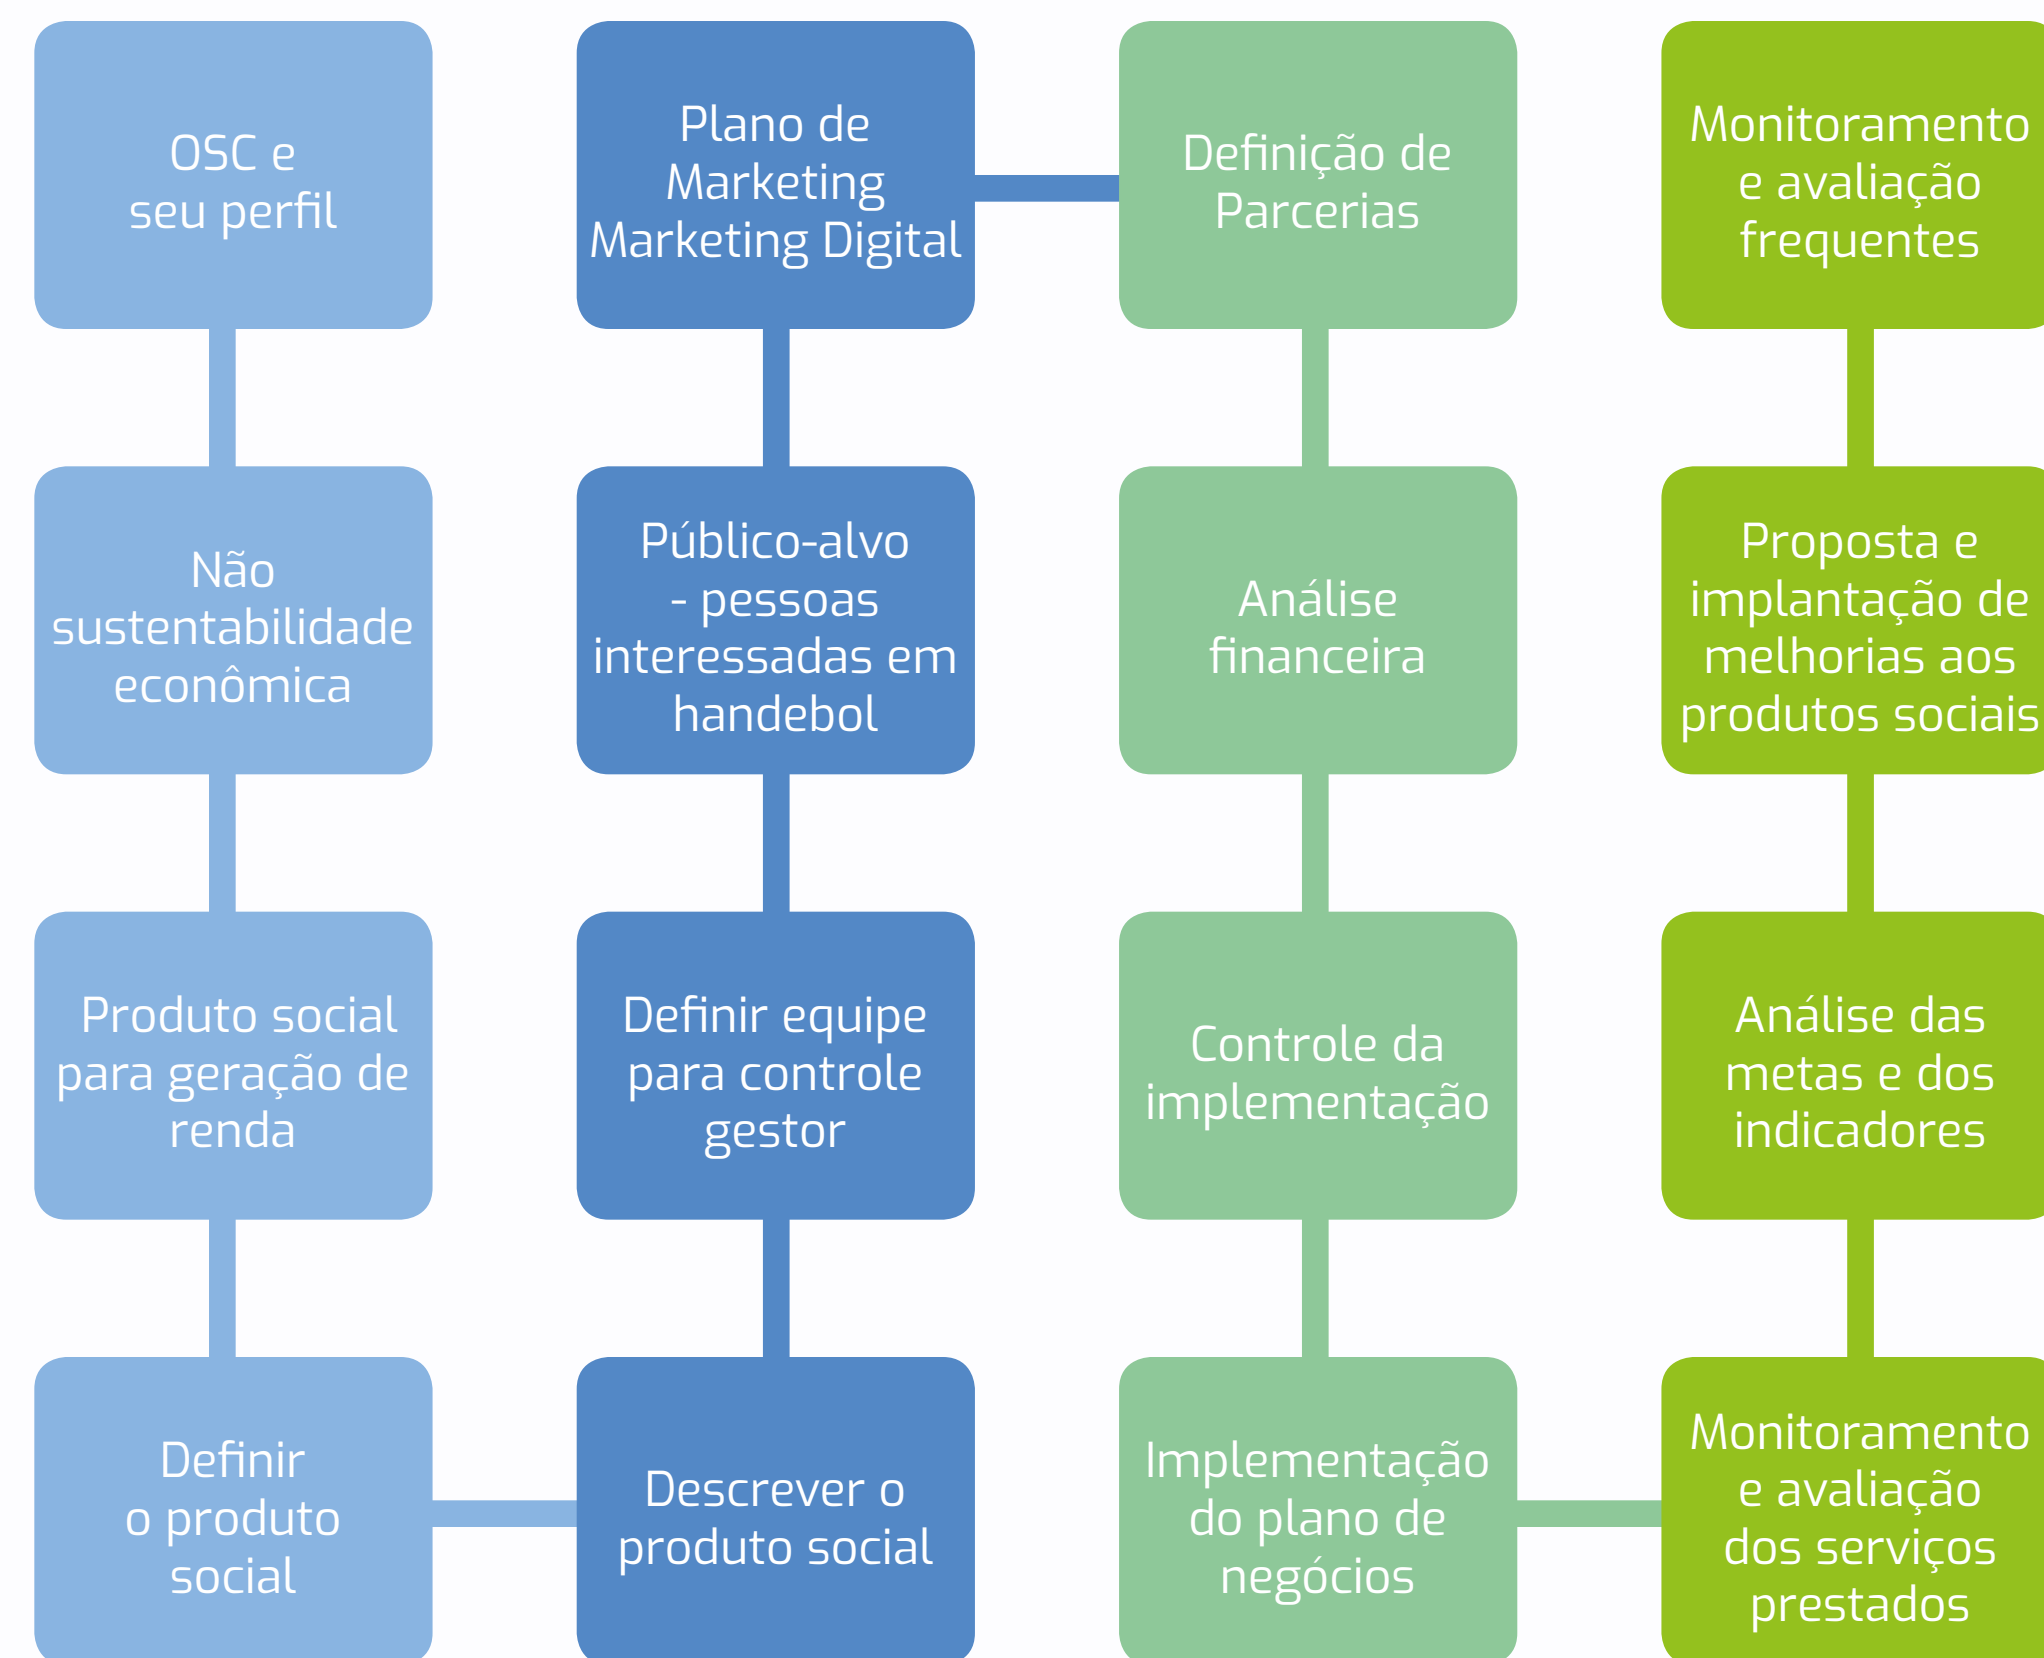 OSC e
seu perfil
Não
sustentabilidade
econômica
Produto social
para geração de
renda
Definir
o produto
social
Descrever o
produto social
Definir equipe
para controle
gestor
Público-alvo
- pessoas
interessadas em
handebol
Plano de
Marketing
Marketing Digital
Definição de
Parcerias
Análise
financeira
Controle da
implementação
Implementação
do plano de
negócios
Monitoramento
e avaliação
dos serviços
prestados
Análise das
metas e dos
indicadores
Proposta e
implantação de
melhorias aos
produtos sociais
Monitoramento
e avaliação
frequentes